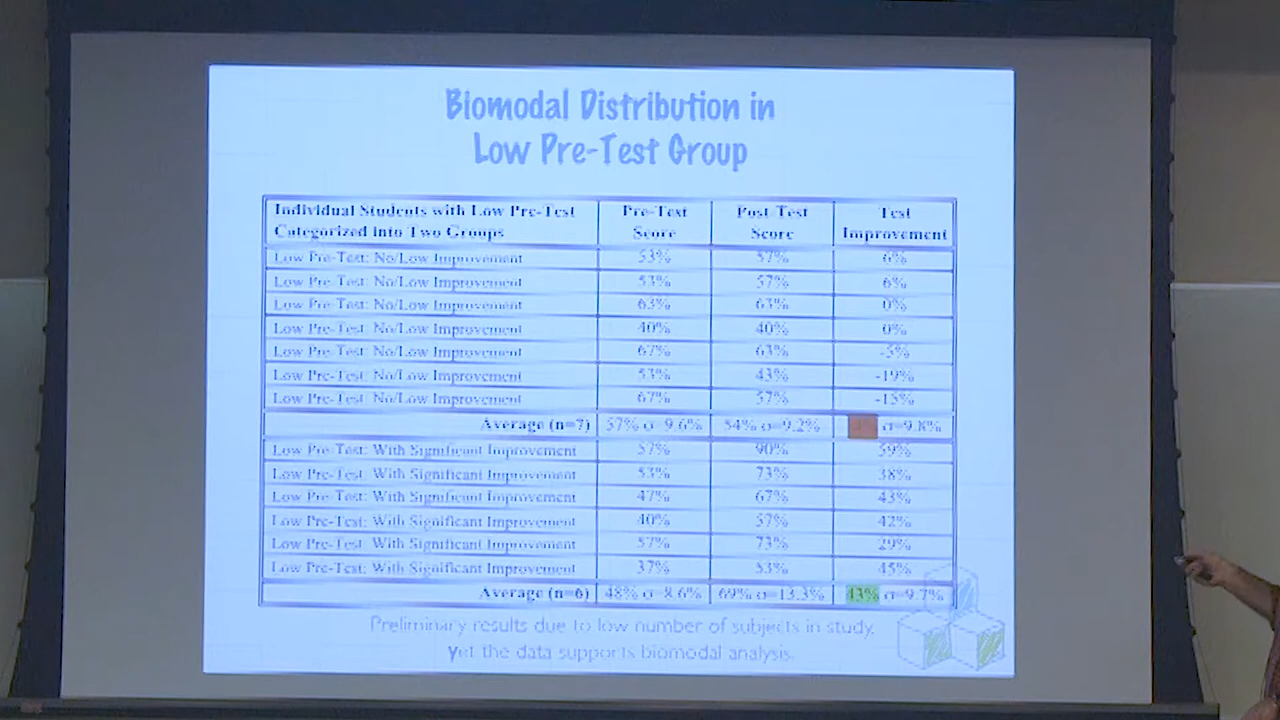 Biomodal Distribution in
Low Pre-Test Group
Individual Students with Low Pre-Test Categorized into Two Groups Pre-Test Score Post Test Score Test Improvement
Low Pre-Test: No/Low Improvement 53% 57% 6%
Low Pre-Test: No/Low Improvement 53% 57% 6%
Low Pre-Test: No/Low Improvement 63% 63% 0%
Low Pre-Test: No/Low Improvement 40% 40% 0%
Low Pre-Test: No/Low Improvement 67% 63% -5%
Low Pre-Test: No/Low Improvement 53% 43% -19%
Low Pre-Test: No/Low Improvement 67% 57% -15%
Average (n=7) 57% σ=9.6% 54% σ=9.2% σ=9.8%
Low Pre-Test: With Significant Improvement 57% 90% 59%
Low Pre-Test: With Significant Improvement 53% 73% 38%
Low Pre-Test: With Significant Improvement 47% 67% 43%
Low Pre-Test: With Significant Improvement 40% 57% 42%
Low Pre-Test: With Significant Improvement 57% 73% 29%
Low Pre-Test: With Significant Improvement 37% 53% 45%
Average (n=6) 48% σ=8.6% 69% σ=13.3% 43% σ=9.7%
Preliminary results due to low number of subjects in study,
yet the data supports biomodal analysis.